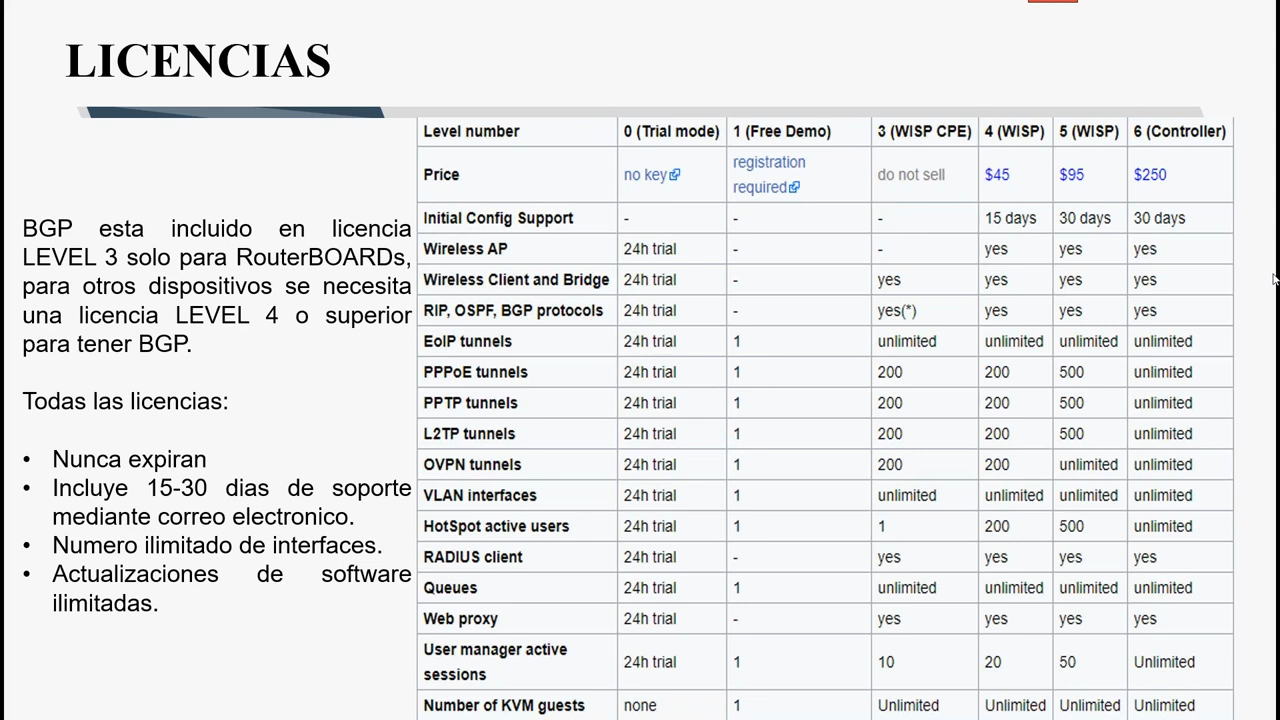 LICENCIAS
BGP esta incluido en licencia
LEVEL 3 solo para RouterBOARDs,
para otros dispositivos se necesita
una licencia LEVEL 4 o superior
para tener BGP.
Todas las licencias:
• Nunca expiran
• Incluye 15-30 dias de soporte
mediante correo electronico.
• Numero ilimitado de interfaces.
• Actualizaciones de software
ilimitadas.
Level number 0 (Trial mode) 1 (Free Demo) 3 (WISP CPE) 4 (WISP) 5 (WISP) 6 (Controller)
Price no key registration required do not sell $45 $95 $250
Initial Config Support - - - 15 days 30 days 30 days
Wireless AP 24h trial - - yes yes yes
Wireless Client and Bridge 24h trial - yes yes yes yes
RIP, OSPF, BGP protocols 24h trial - yes(*) yes yes yes
EoIP tunnels 24h trial 1 unlimited unlimited unlimited unlimited
PPPoE tunnels 24h trial 1 200 200 500 unlimited
PPTP tunnels 24h trial 1 200 200 500 unlimited
L2TP tunnels 24h trial 1 200 200 500 unlimited
OVPN tunnels 24h trial 1 200 200 unlimited unlimited
VLAN interfaces 24h trial 1 unlimited unlimited unlimited unlimited
HotSpot active users 24h trial 1 1 200 500 unlimited
RADIUS client 24h trial - yes yes yes yes
Queues 24h trial 1 unlimited unlimited unlimited unlimited
Web proxy 24h trial - yes yes yes yes
User manager active sessions 24h trial 1 10 20 50 Unlimited
Number of KVM guests none 1 Unlimited Unlimited Unlimited Unlimited